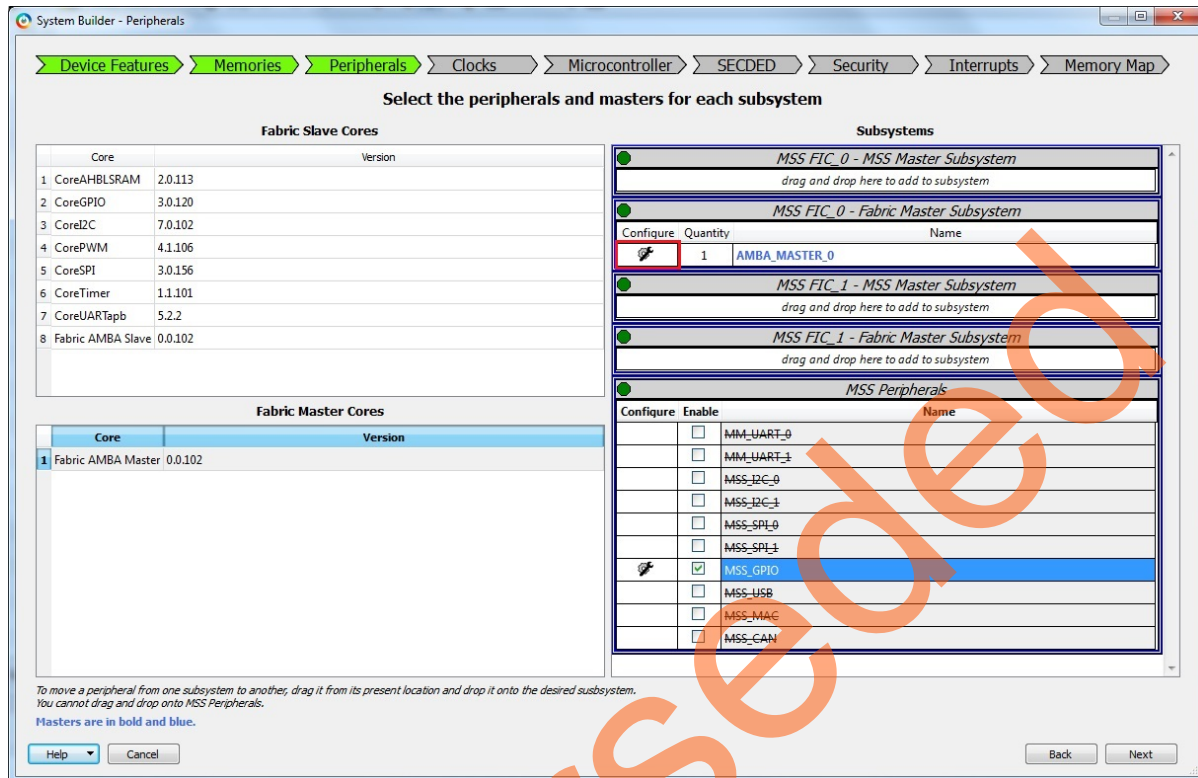 System Builder - Peripherals
Device Features Memories Peripherals Clocks Microcontroller SECDED Security Interrupts Memory Map
Select the peripherals and masters for each subsystem
Fabric Slave Cores
Core Version
1 CoreAHBLSRAM 2.0.113
2 CoreGPIO 3.0.120
3 CoreI2C 7.0.102
4 CorePWM 4.1.106
5 CoreSPI 3.0.156
6 CoreTimer 1.1.101
7 CoreUARTapb 5.2.2
8 Fabric AMBA Slave 0.0.102
Fabric Master Cores
Core Version
1 Fabric AMBA Master 0.0.102
Subsystems
MSS FIC_0 - MSS Master Subsystem
drag and drop here to add to subsystem
MSS FIC_0 - Fabric Master Subsystem
Configure Quantity Name
1 AMBA_MASTER_0
MSS FIC_1 - MSS Master Subsystem
drag and drop here to add to subsystem
MSS FIC_1 - Fabric Master Subsystem
drag and drop here to add to subsystem
MSS Peripherals
Configure Enable Name
MM_UART_0
MM_UART_1
MSS_I2C_0
MSS_I2C_1
MSS_SPI_0
MSS_SPI_1
MSS_GPIO
MSS_USB
MSS_MAC
MSS_CAN
To move a peripheral from one subsystem to another, drag it from its present location and drop it onto the desired susbsystem.
You cannot drag and drop onto MSS Peripherals.
Masters are in bold and blue.
Help Cancel Back Next
seded